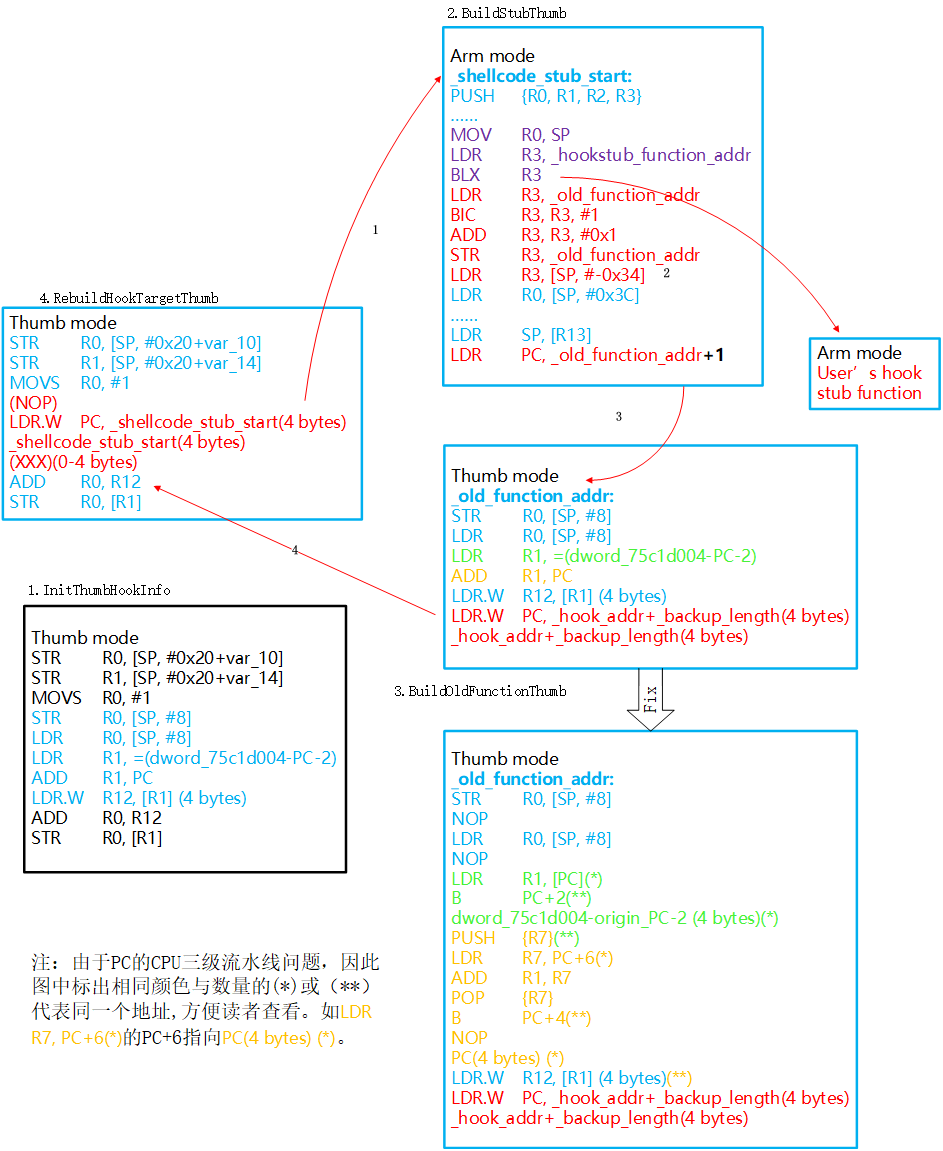 2.BuildStubThumb
Arm mode
_shellcode_stub_start:
PUSH {R0, R1, R2, R3}
......
MOV R0, SP
LDR R3, _hookstub_function_addr
BLX R3
LDR R3, _old_function_addr
BIC R3, R3, #1
ADD R3, R3, #0x1
STR R3, _old_function_addr
LDR R3, [SP, #-0x34]
LDR R0, [SP, #0x3C]
......
LDR SP, [R13]
LDR PC, _old_function_addr+1
1
2
Arm mode
User's hook
stub function
4.RebuildHookTargetThumb
Thumb mode
STR R0, [SP, #0x20+var_10]
STR R1, [SP, #0x20+var_14]
MOVS R0, #1
(NOP)
LDR.W PC, _shellcode_stub_start(4 bytes)
_shellcode_stub_start(4 bytes)
(XXX)(0-4 bytes)
ADD R0, R12
STR R0, [R1]
3
Thumb mode
_old_function_addr:
STR R0, [SP, #8]
LDR R0, [SP, #8]
LDR R1, =(dword_75c1d004-PC-2)
ADD R1, PC
LDR.W R12, [R1] (4 bytes)
LDR.W PC, _hook_addr+_backup_length(4 bytes)
_hook_addr+_backup_length(4 bytes)
4
1.InitThumbHookInfo
Thumb mode
STR R0, [SP, #0x20+var_10]
STR R1, [SP, #0x20+var_14]
MOVS R0, #1
STR R0, [SP, #8]
LDR R0, [SP, #8]
LDR R1, =(dword_75c1d004-PC-2)
ADD R1, PC
LDR.W R12, [R1] (4 bytes)
ADD R0, R12
STR R0, [R1]
3.BuildOldFunctionThumb
Fix
Thumb mode
_old_function_addr:
STR R0, [SP, #8]
NOP
LDR R0, [SP, #8]
NOP
LDR R1, [PC](*)
B PC+2(**)
dword_75c1d004-origin_PC-2 (4 bytes)(*)
PUSH {R7}(**)
LDR R7, PC+6(*)
ADD R1, R7
POP {R7}
B PC+4(**)
NOP
PC(4 bytes) (*)
LDR.W R12, [R1] (4 bytes)(**)
LDR.W PC, _hook_addr+_backup_length(4 bytes)
_hook_addr+_backup_length(4 bytes)
注：由于PC的CPU三级流水线问题，因此
图中标出相同颜色与数量的(*)或（**）
代表同一个地址,方便读者查看。如LDR
R7, PC+6(*)的PC+6指向PC(4 bytes) (*)。